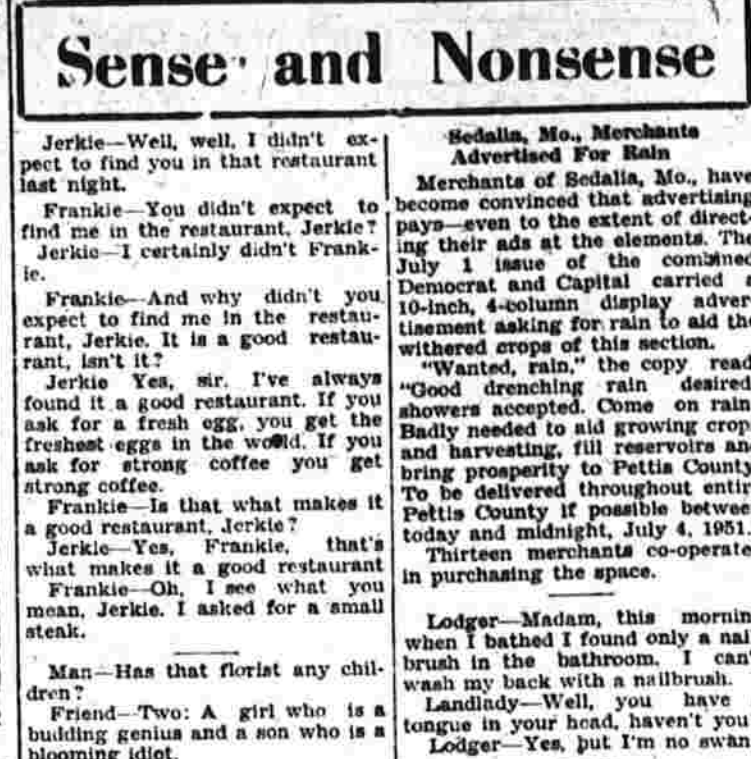 Sense and Nonsense
Jerkie—Well, well, I didn't ex-
pect to find you in that restaurant
last night.
Frankie—You didn't expect to
find me in the restaurant, Jerkie?
Jerkie—I certainly didn't Frank-
ie.
Frankie—And why didn't you
expect to find me in the restau-
rant, Jerkie. It is a good restau-
rant, isn't it?
Jerkie Yes, sir. I've always
found it a good restaurant. If you
ask for a fresh egg, you get the
freshest eggs in the world. If you
ask for strong coffee you get
strong coffee.
Frankie—Is that what makes it
a good restaurant, Jerkie?
Jerkie—Yes, Frankie, that's
what makes it a good restaurant
Frankie—Oh, I see what you
mean, Jerkie. I asked for a small
steak.
Man—Has that florist any chil-
dren?
Friend—Two: A girl who is a
budding genius and a son who is a
blooming idiot.
Sedalia, Mo., Merchants
Advertised For Rain
Merchants of Sedalia, Mo., have
become convinced that advertising
pays—even to the extent of direct-
ing their ads at the elements. The
July 1 issue of the combined
Democrat and Capital carried
10-inch, 4-column display adver
tisement asking for rain to aid the
withered crops of this section.
"Wanted, rain," the copy read
"Good drenching rain desired
showers accepted. Come on rain
Badly needed to aid growing crop
and harvesting, fill reservoirs an
bring prosperity to Pettis County
To be delivered throughout entir
Pettis County if possible betwee
today and midnight, July 4, 1951.
Thirteen merchants co-operate
in purchasing the space.
Lodger—Madam, this mornin
when I bathed I found only a nail
brush in the bathroom. I can'
wash my back with a nailbrush.
Landlady—Well, you have
tongue in your head, haven't you
Lodger—Yes, but I'm no swan